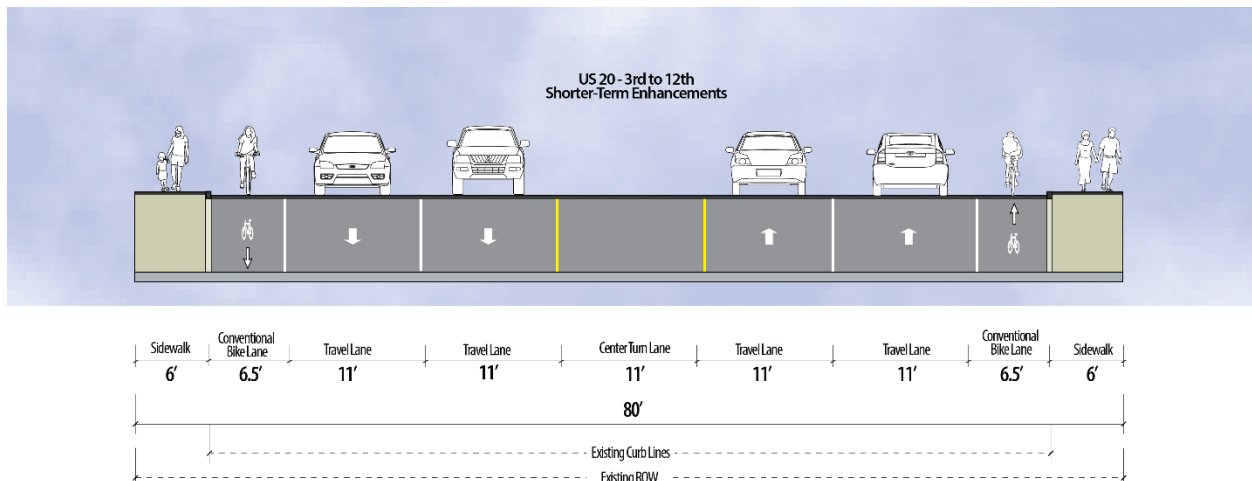 US 20 - 3rd to 12th
Shorter-Term Enhancements
Sidewalk
Conventional
Bike Lane
Travel Lane
Travel Lane
Center Turn Lane
Travel Lane
Travel Lane
Conventional
Bike Lane
Sidewalk
6' 6.5' 11' 11' 11' 11' 11' 6.5' 6'
80'
Existing Curb Lines
Existing ROW